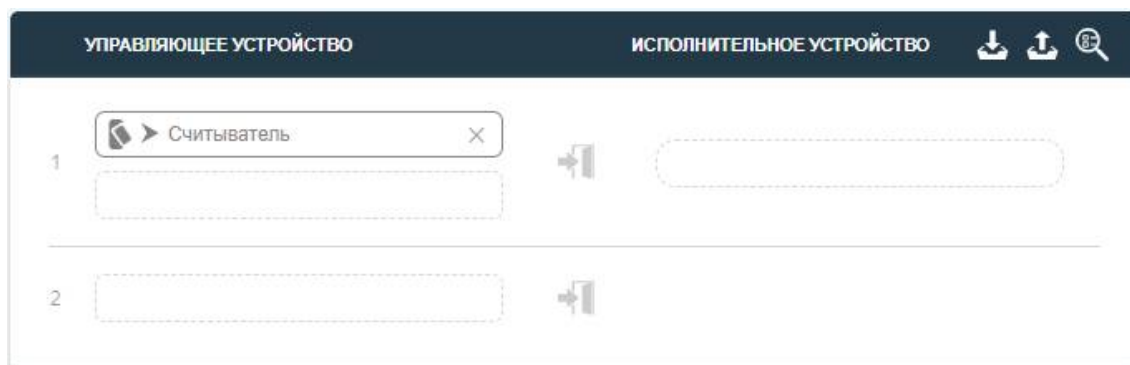 УПРАВЛЯЮЩЕЕ УСТРОЙСТВО ИСПОЛНИТЕЛЬНОЕ УСТРОЙСТВО
1 Считыватель
2